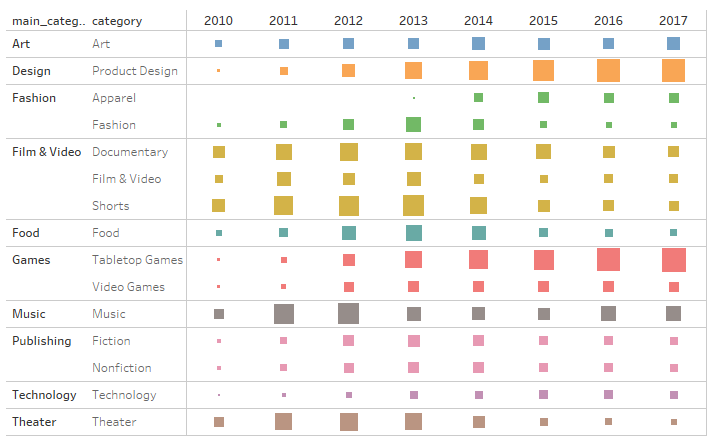 main_categ.. category 2010 2011 2012 2013 2014 2015 2016 2017
Art Art
Design Product Design
Fashion Apparel
Fashion
Film & Video Documentary
Film & Video
Shorts
Food Food
Games Tabletop Games
Video Games
Music Music
Publishing Fiction
Nonfiction
Technology Technology
Theater Theater